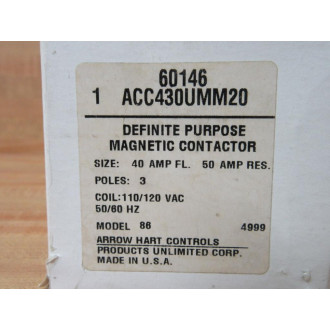 60146
1 ACC430UMM20
DEFINITE PURPOSE
MAGNETIC CONTACTOR
SIZE: 40 AMP FL. 50 AMP RES.
POLES: 3
COIL:110/120 VAC
50/60 HZ
MODEL 86 4999
ARROW HART CONTROLS
PRODUCTS UNLIMITED CORP.
MADE IN U.S.A.